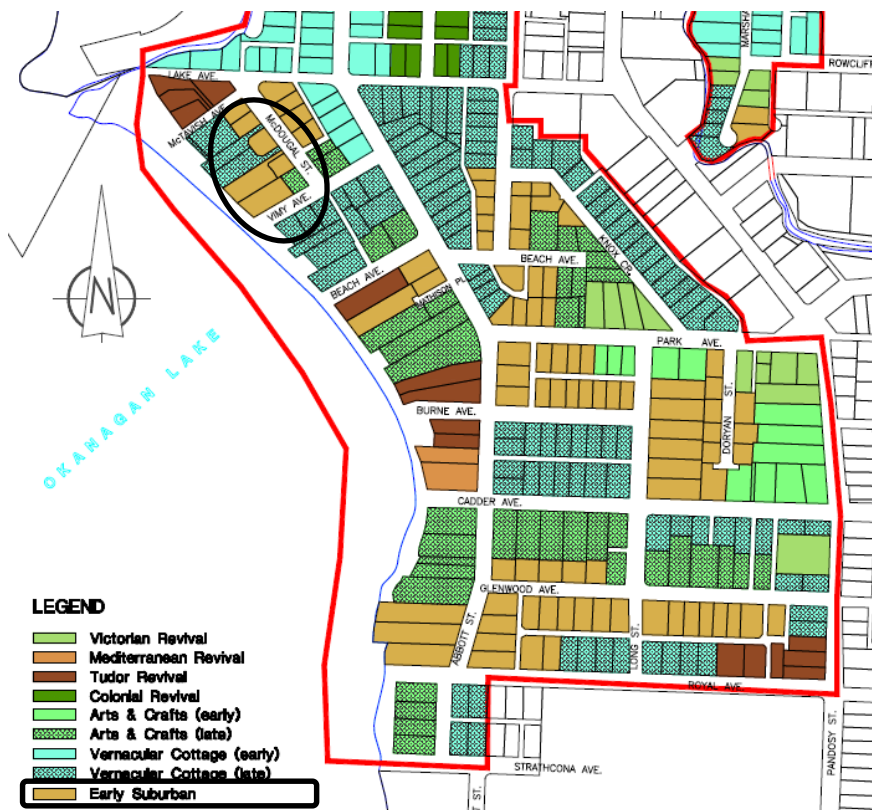 MARSHA
ROWCLIF
LAKE AVE.
McTAVISH AVE.
McDOUGAL ST.
VIMY AVE.
KNOX CR.
BEACH AVE.
BEACH AVE.
MATHISON PL.
N
PARK AVE.
OKANAGAN LAKE
DORYAN ST.
BURNE AVE.
CADDER AVE.
GLENWOOD AVE.
ABBOTT ST.
LONG ST.
ROYAL AVE.
PANDOSY ST.
STRATHCONA AVE.
T ST.
LEGEND
Victorian Revival
Mediterranean Revival
Tudor Revival
Colonial Revival
Arts & Crafts (early)
Arts & Crafts (late)
Vernacular Cottage (early)
Vernacular Cottage (late)
Early Suburban